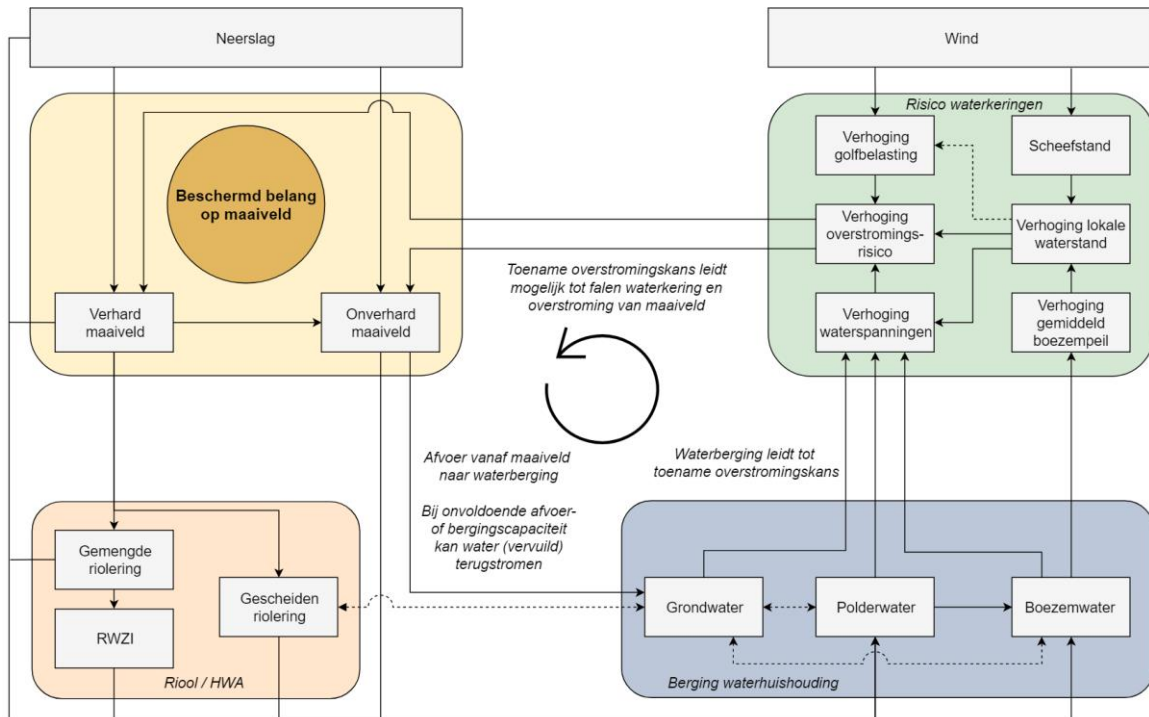 Neerslag
Wind
Risico waterkeringen
Verhoging
golfbelasting
Scheefstand
Beschermd belang
op maaiveld
Verhoging
overstromings-
risico
Verhoging lokale
waterstand
Toename overstromingskans leidt
mogelijk tot falen waterkering en
overstroming van maaiveld
Verhard
maaiveld
Onverhard
maaiveld
Verhoging
waterspanningen
Verhoging
gemiddeld
boezempeil
Afvoer vanaf maaiveld
naar waterberging
Waterberging leidt tot
toename overstromingskans
Bij onvoldoende afvoer-
of bergingscapaciteit
kan water (vervuild)
terugstromen
Gemengde
riolering
Gescheiden
riolering
RWZI
Riool / HWA
Grondwater
Polderwater
Boezemwater
Berging waterhuishouding